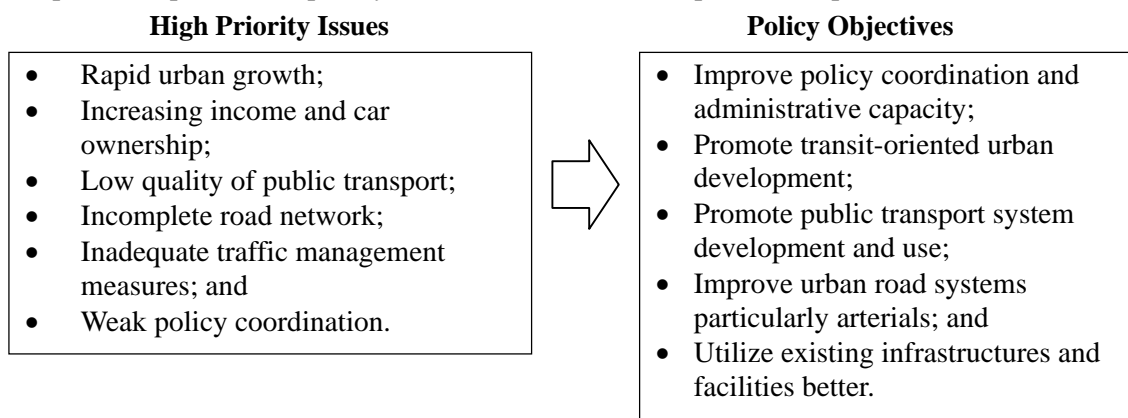 High Priority Issues
• Rapid urban growth;
• Increasing income and car
ownership;
• Low quality of public transport;
• Incomplete road network;
• Inadequate traffic management
measures; and
• Weak policy coordination.
Policy Objectives
• Improve policy coordination and
administrative capacity;
• Promote transit-oriented urban
development;
• Promote public transport system
development and use;
• Improve urban road systems
particularly arterials; and
• Utilize existing infrastructures and
facilities better.